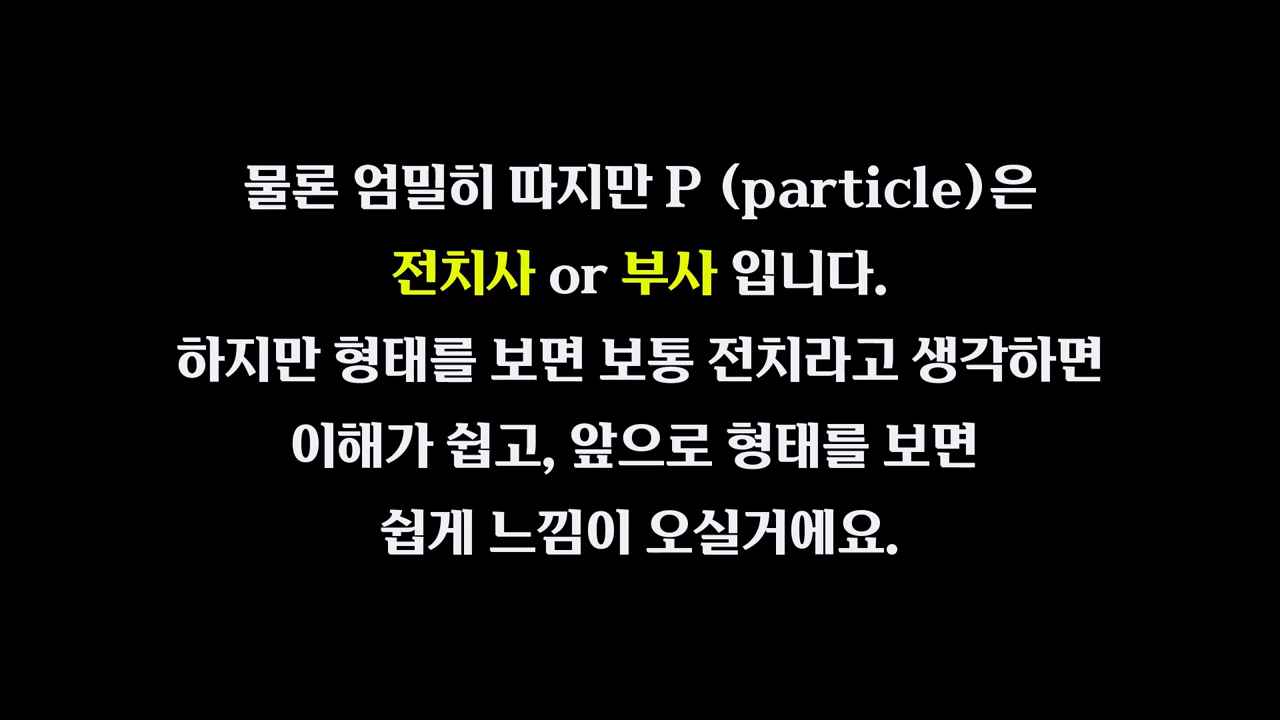 물론 엄밀히 따지만 P (particle)은
전치사 or 부사 입니다.
하지만 형태를 보면 보통 전치라고 생각하면
이해가 쉽고, 앞으로 형태를 보면
쉽게 느낌이 오실거에요.